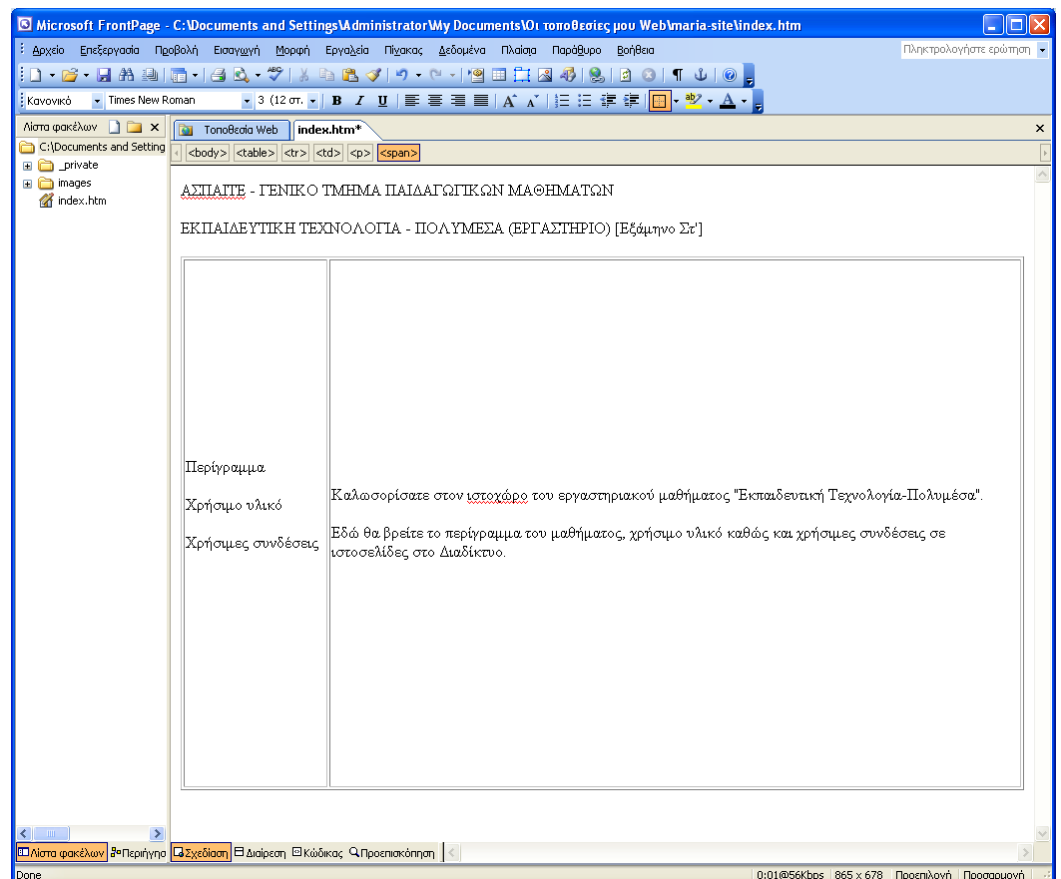 Microsoft FrontPage - C:\Documents and Settings\Administrator\My Documents\Οι τοποθεσίες μου Web\maria-site\index.htm
Αρχείο Επεξεργασία Προβολή Εισαγωγή Μορφή Εργαλεία Πίνακας Δεδομένα Πλαίσια Παράθυρο Βοήθεια Πληκτρολογήστε ερώτηση
Κανονικό Times New Roman 3 (12 στ. B I U A A ab A
Λίστα φακέλων Τοποθεσία Web index.htm*
C:\Documents and Setting <body> <table> <tr> <td> <p> <span>
_private
images
index.htm
ΑΣΠΑΙΤΕ - ΓΕΝΙΚΟ ΤΜΗΜΑ ΠΑΙΔΑΓΩΓΙΚΩΝ ΜΑΘΗΜΑΤΩΝ
ΕΚΠΑΙΔΕΥΤΙΚΗ ΤΕΧΝΟΛΟΓΙΑ - ΠΟΛΥΜΕΣΑ (ΕΡΓΑΣΤΗΡΙΟ) [Εξάμηνο Στ']
Περίγραμμα
Χρήσιμο υλικό
Χρήσιμες συνδέσεις
Καλωσορίσατε στον ιστοχώρο του εργαστηριακού μαθήματος "Εκπαιδευτική Τεχνολογία-Πολυμέσα".
Εδώ θα βρείτε το περίγραμμα του μαθήματος, χρήσιμο υλικό καθώς και χρήσιμες συνδέσεις σε
ιστοσελίδες στο Διαδίκτυο.
Λίστα φακέλων Περιήγησ Σχεδίαση Διαίρεση Κώδικας Προεπισκόπηση
Done 0:01@56Kbps 865 x 678 Προεπιλογή Προσαρμογή